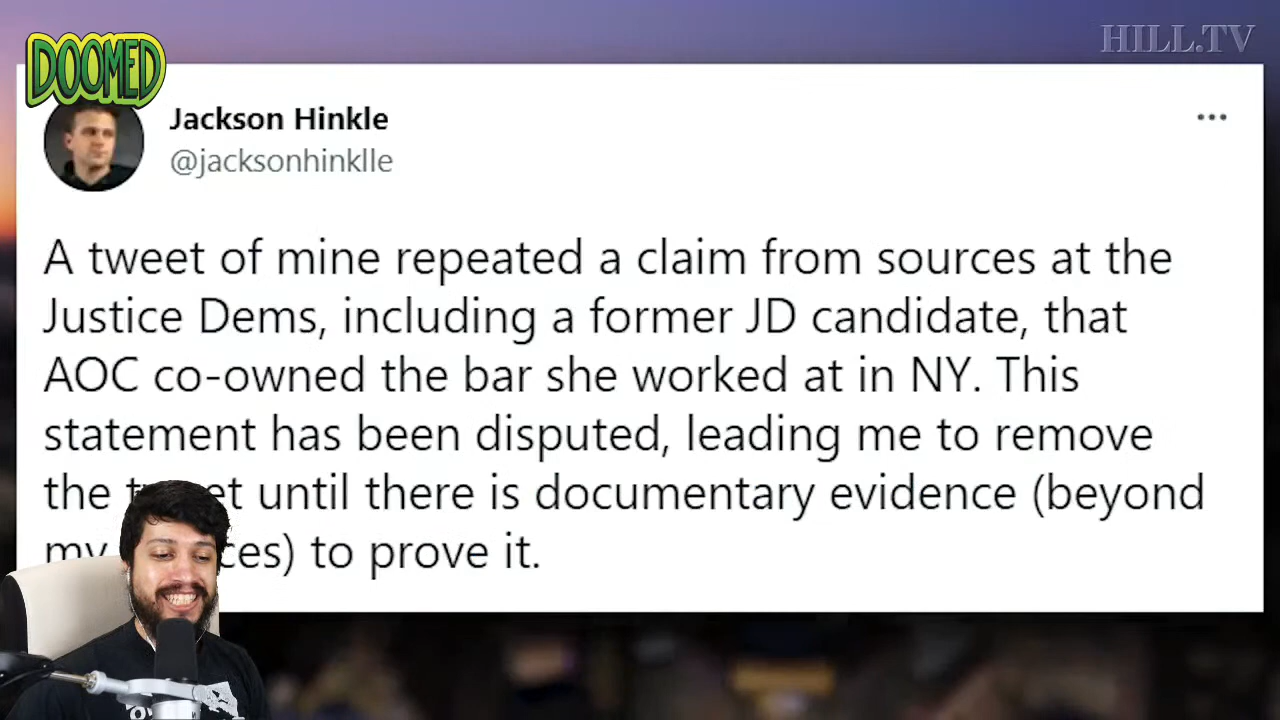 HILL.TV
DOOMED
Jackson Hinkle
@jacksonhinklle
A tweet of mine repeated a claim from sources at the
Justice Dems, including a former JD candidate, that
AOC co-owned the bar she worked at in NY. This
statement has been disputed, leading me to remove
the until there is documentary evidence (beyond
my to prove it.